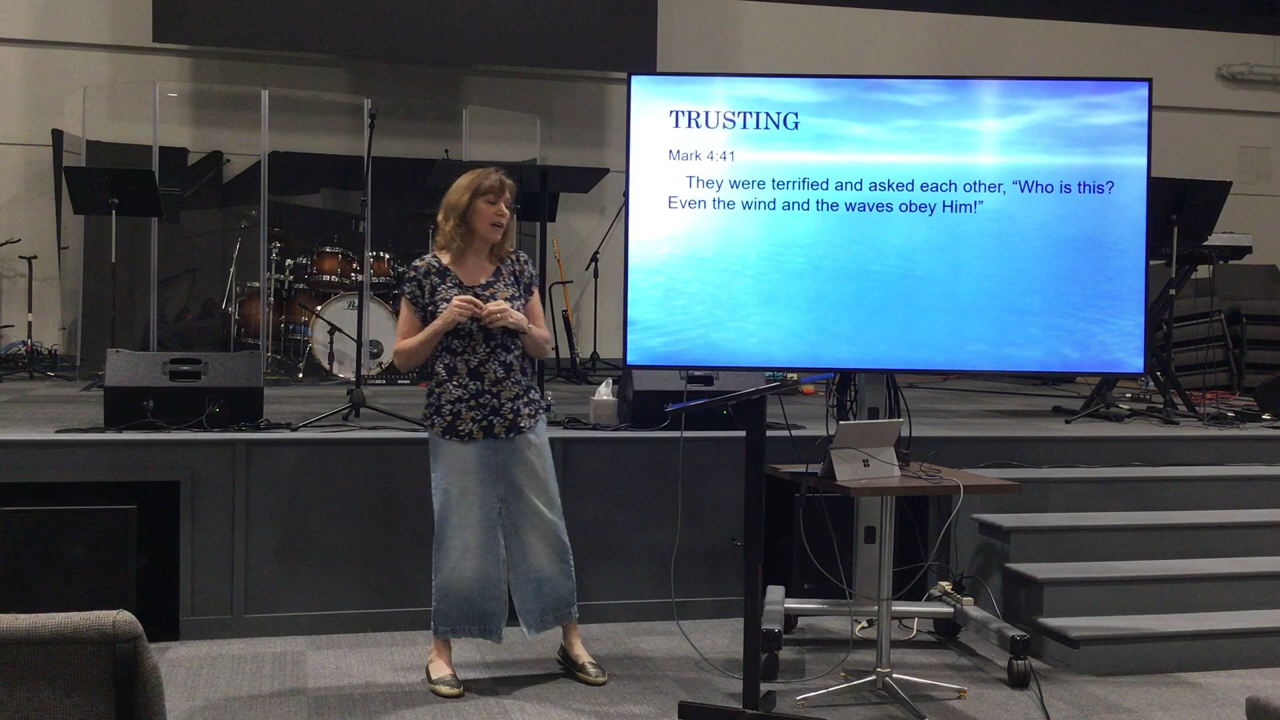 TRUSTING
Mark 4:41
They were terrified and asked each other, “Who is this?
Even the wind and the waves obey Him!”